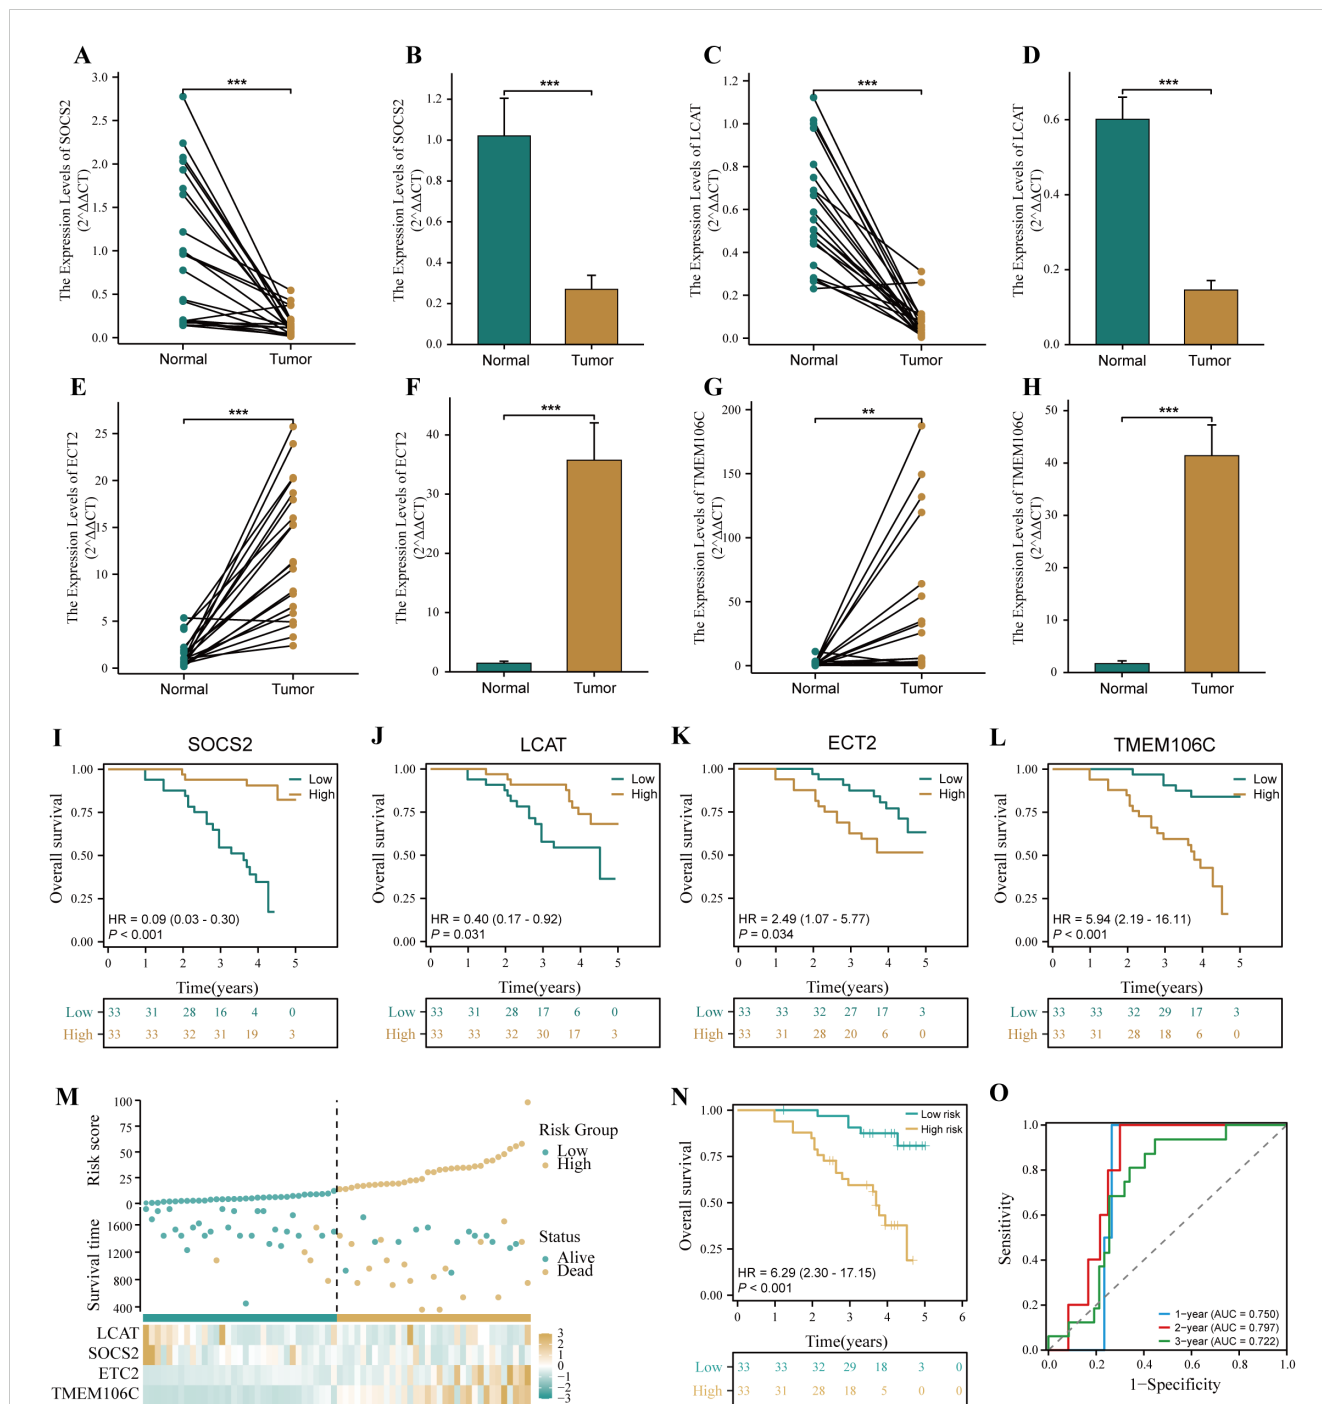 A
B
C
D
The Expression Levels of SOCS2
(2^ΔΔCT)
3.0
2.5
2.0
1.5
1.0
0.5
0.0
***
Normal Tumor
The Expression Levels of SOCS2
(2^ΔΔCT)
1.2
1.0
0.8
0.6
0.4
0.2
0.0
***
Normal Tumor
The Expression Levels of LCAT
(2^ΔΔCT)
1.2
1.0
0.8
0.6
0.4
0.2
0.0
***
Normal Tumor
The Expression Levels of LCAT
(2^ΔΔCT)
0.6
0.4
0.2
0.0
***
Normal Tumor
E
F
G
H
The Expression Levels of ECT2
(2^ΔΔCT)
25
20
15
10
5
0
***
Normal Tumor
The Expression Levels of ECT2
(2^ΔΔCT)
40
30
20
10
0
***
Normal Tumor
The Expression Levels of TMEM106C
(2^ΔΔCT)
200
150
100
50
0
**
Normal Tumor
The Expression Levels of TMEM106C
(2^ΔΔCT)
50
40
30
20
10
0
***
Normal Tumor
I
SOCS2
Overall survival
1.00
0.75
0.50
0.25
0.00
Low
High
HR = 0.09 (0.03 - 0.30)
P < 0.001
0 1 2 3 4 5
Time(years)
Low 33 31 28 16 4 0
High 33 33 32 31 19 3
J
LCAT
Overall survival
1.00
0.75
0.50
0.25
0.00
Low
High
HR = 0.40 (0.17 - 0.92)
P = 0.031
0 1 2 3 4 5
Time(years)
Low 33 31 28 17 6 0
High 33 33 32 30 17 3
K
ECT2
Overall survival
1.00
0.75
0.50
0.25
0.00
Low
High
HR = 2.49 (1.07 - 5.77)
P = 0.034
0 1 2 3 4 5
Time(years)
Low 33 33 32 27 17 3
High 33 31 28 20 6 0
L
TMEM106C
Overall survival
1.00
0.75
0.50
0.25
0.00
Low
High
HR = 5.94 (2.19 - 16.11)
P < 0.001
0 1 2 3 4 5
Time(years)
Low 33 33 32 29 17 3
High 33 31 28 18 6 0
M
Risk score
100
75
50
25
0
Risk Group
Low
High
Survival time
1600
1200
800
400
Status
Alive
Dead
LCAT
SOCS2
ETC2
TMEM106C
3
2
1
0
−1
−2
−3
N
Overall survival
1.00
0.75
0.50
0.25
0.00
Low risk
High risk
HR = 6.29 (2.30 - 17.15)
P < 0.001
0 1 2 3 4 5 6
Time(years)
Low 33 33 32 29 18 3 0
High 33 31 28 18 5 0 0
O
Sensitivity
1.0
0.8
0.6
0.4
0.2
0.0
1−year (AUC = 0.750)
2−year (AUC = 0.797)
3−year (AUC = 0.722)
0.0 0.2 0.4 0.6 0.8 1.0
1−Specificity